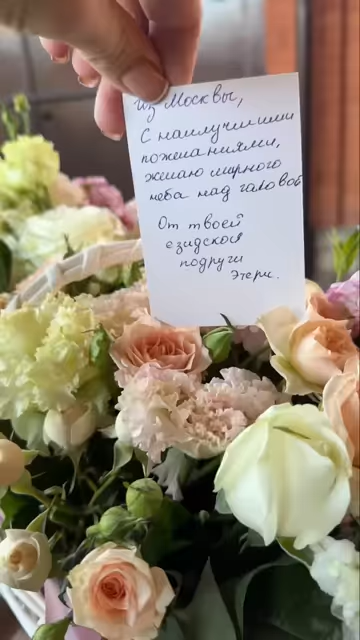 Из Москвы,
С наилучшими
пожеланиями,
желаю мирного
неба над головой
От твоей
езидской
подруги
Этери.